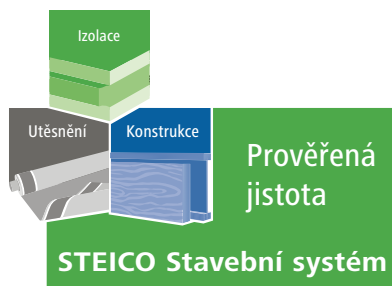 Izolace
Utěsnění
Konstrukce
Prověřená
jistota
STEICO Stavební systém